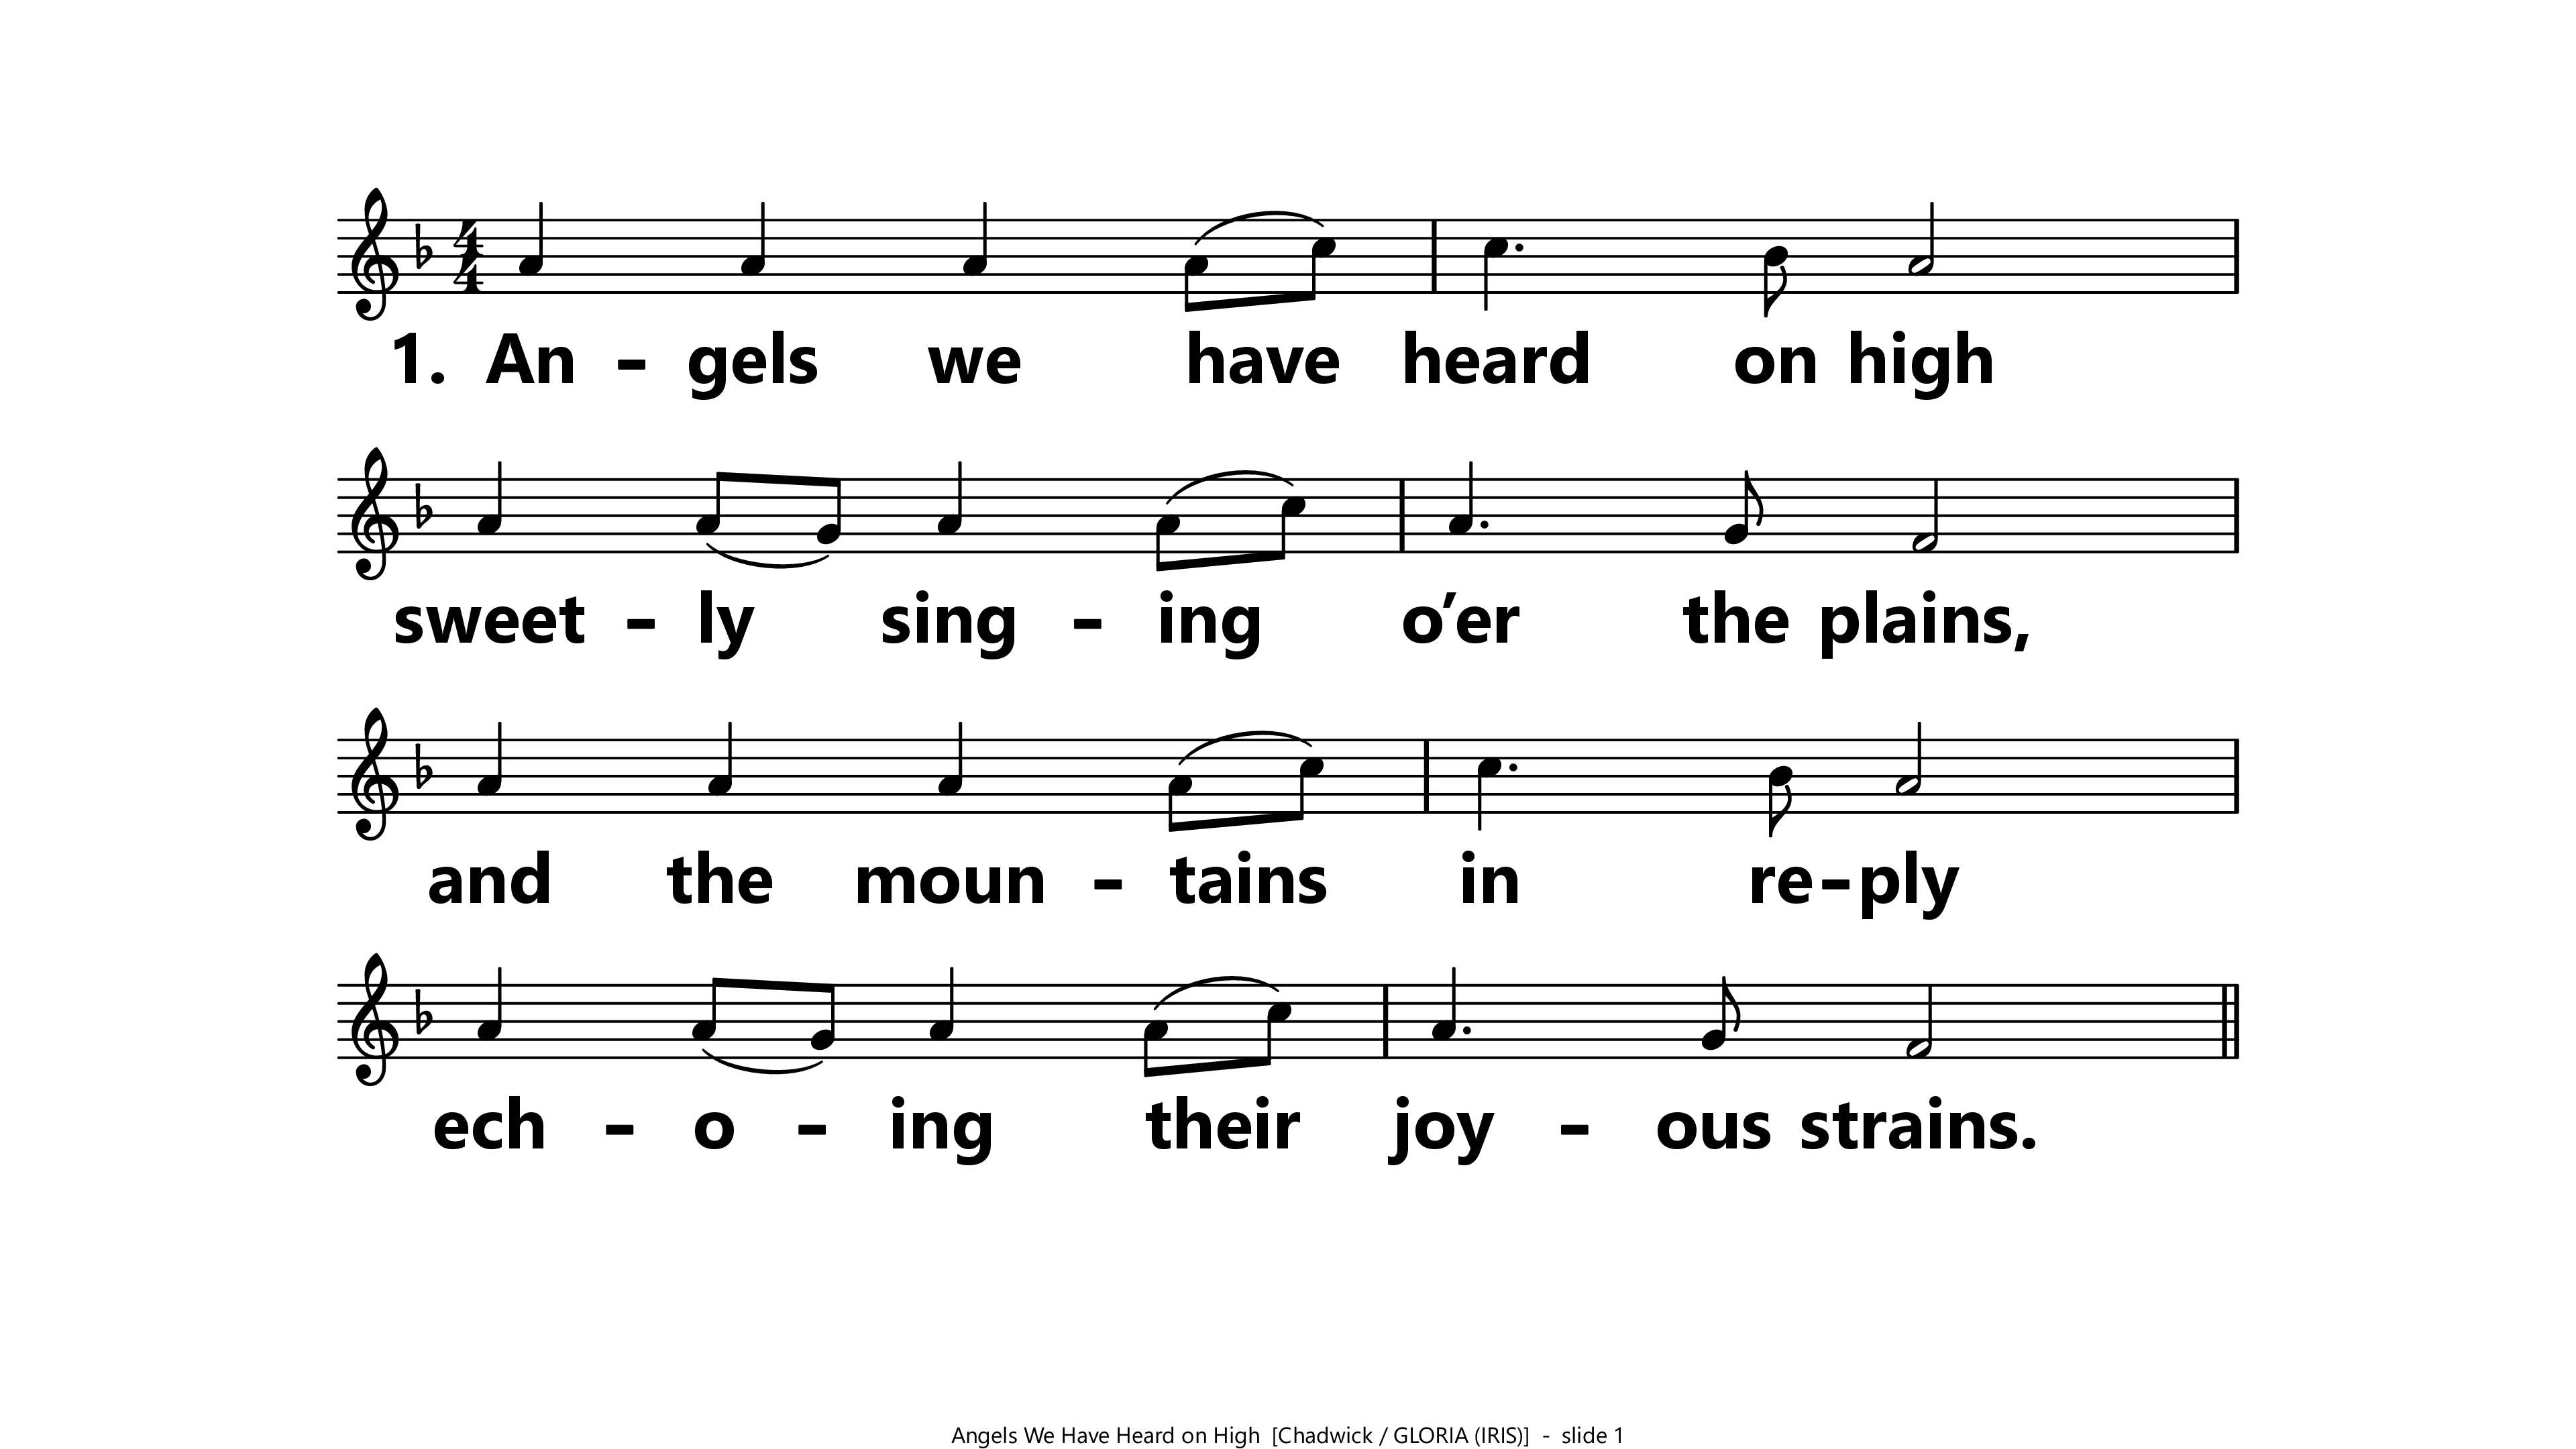 1. An - gels we have heard on high
sweet - ly sing - ing o’er the plains,
and the moun - tains in re - ply
ech - o - ing their joy - ous strains.
Angels We Have Heard on High [Chadwick / GLORIA (IRIS)] - slide 1